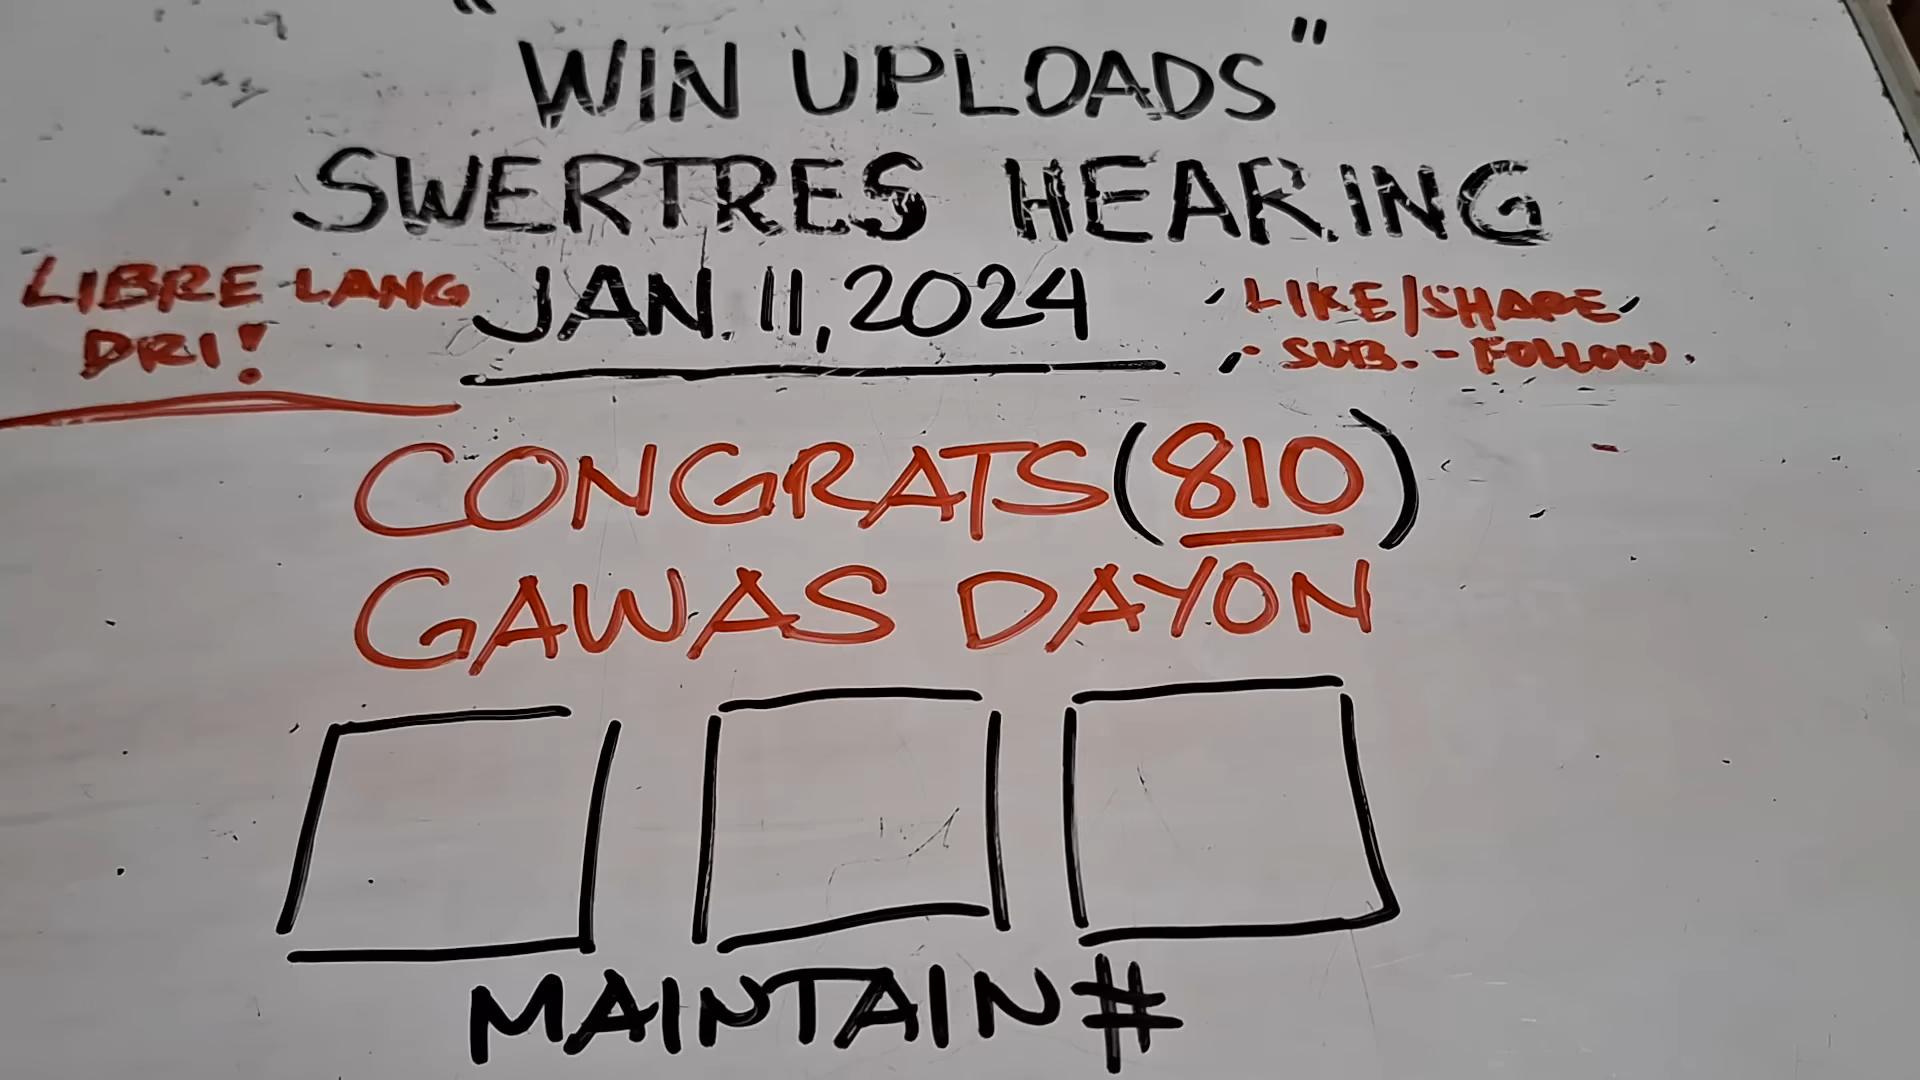 "WIN UPLOADS"
SWERTRES HEARING
JAN. 11, 2024
LIBRE LANG
DRI!
LIKE/SHARE
SUB. - FOLLOW.
CONGRATS (810)
GAWAS DAYON
MAINTAIN #